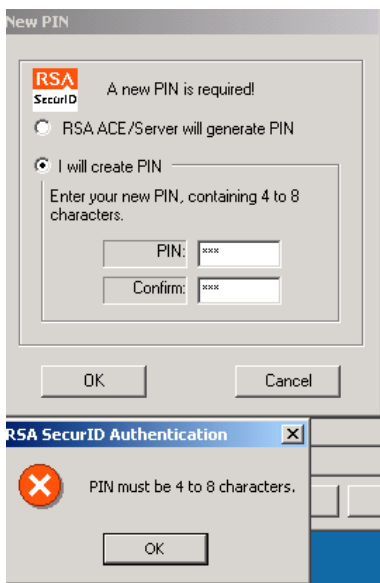 New PIN
RSA
SecurID
A new PIN is required!
RSA ACE/Server will generate PIN
I will create PIN
Enter your new PIN, containing 4 to 8
characters.
PIN: ***
Confirm: ***
OK Cancel
RSA SecurID Authentication
PIN must be 4 to 8 characters.
OK